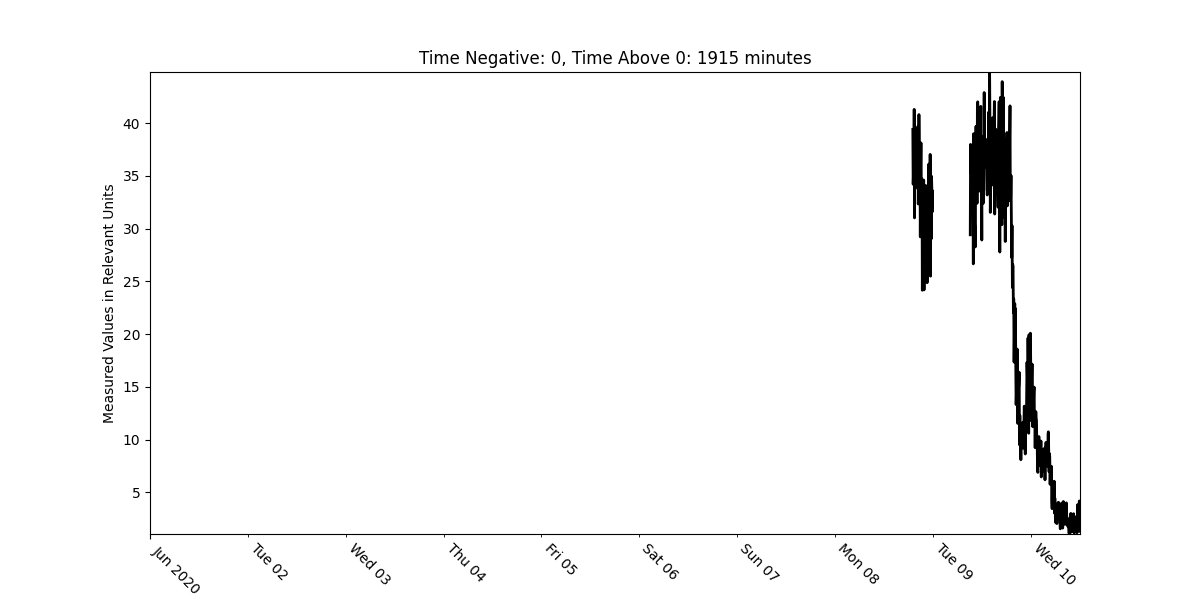 Time Negative: 0, Time Above 0: 1915 minutes
Measured Values in Relevant Units
40
35
30
25
20
15
10
5
Jun 2020
Tue 02
Wed 03
Thu 04
Fri 05
Sat 06
Sun 07
Mon 08
Tue 09
Wed 10